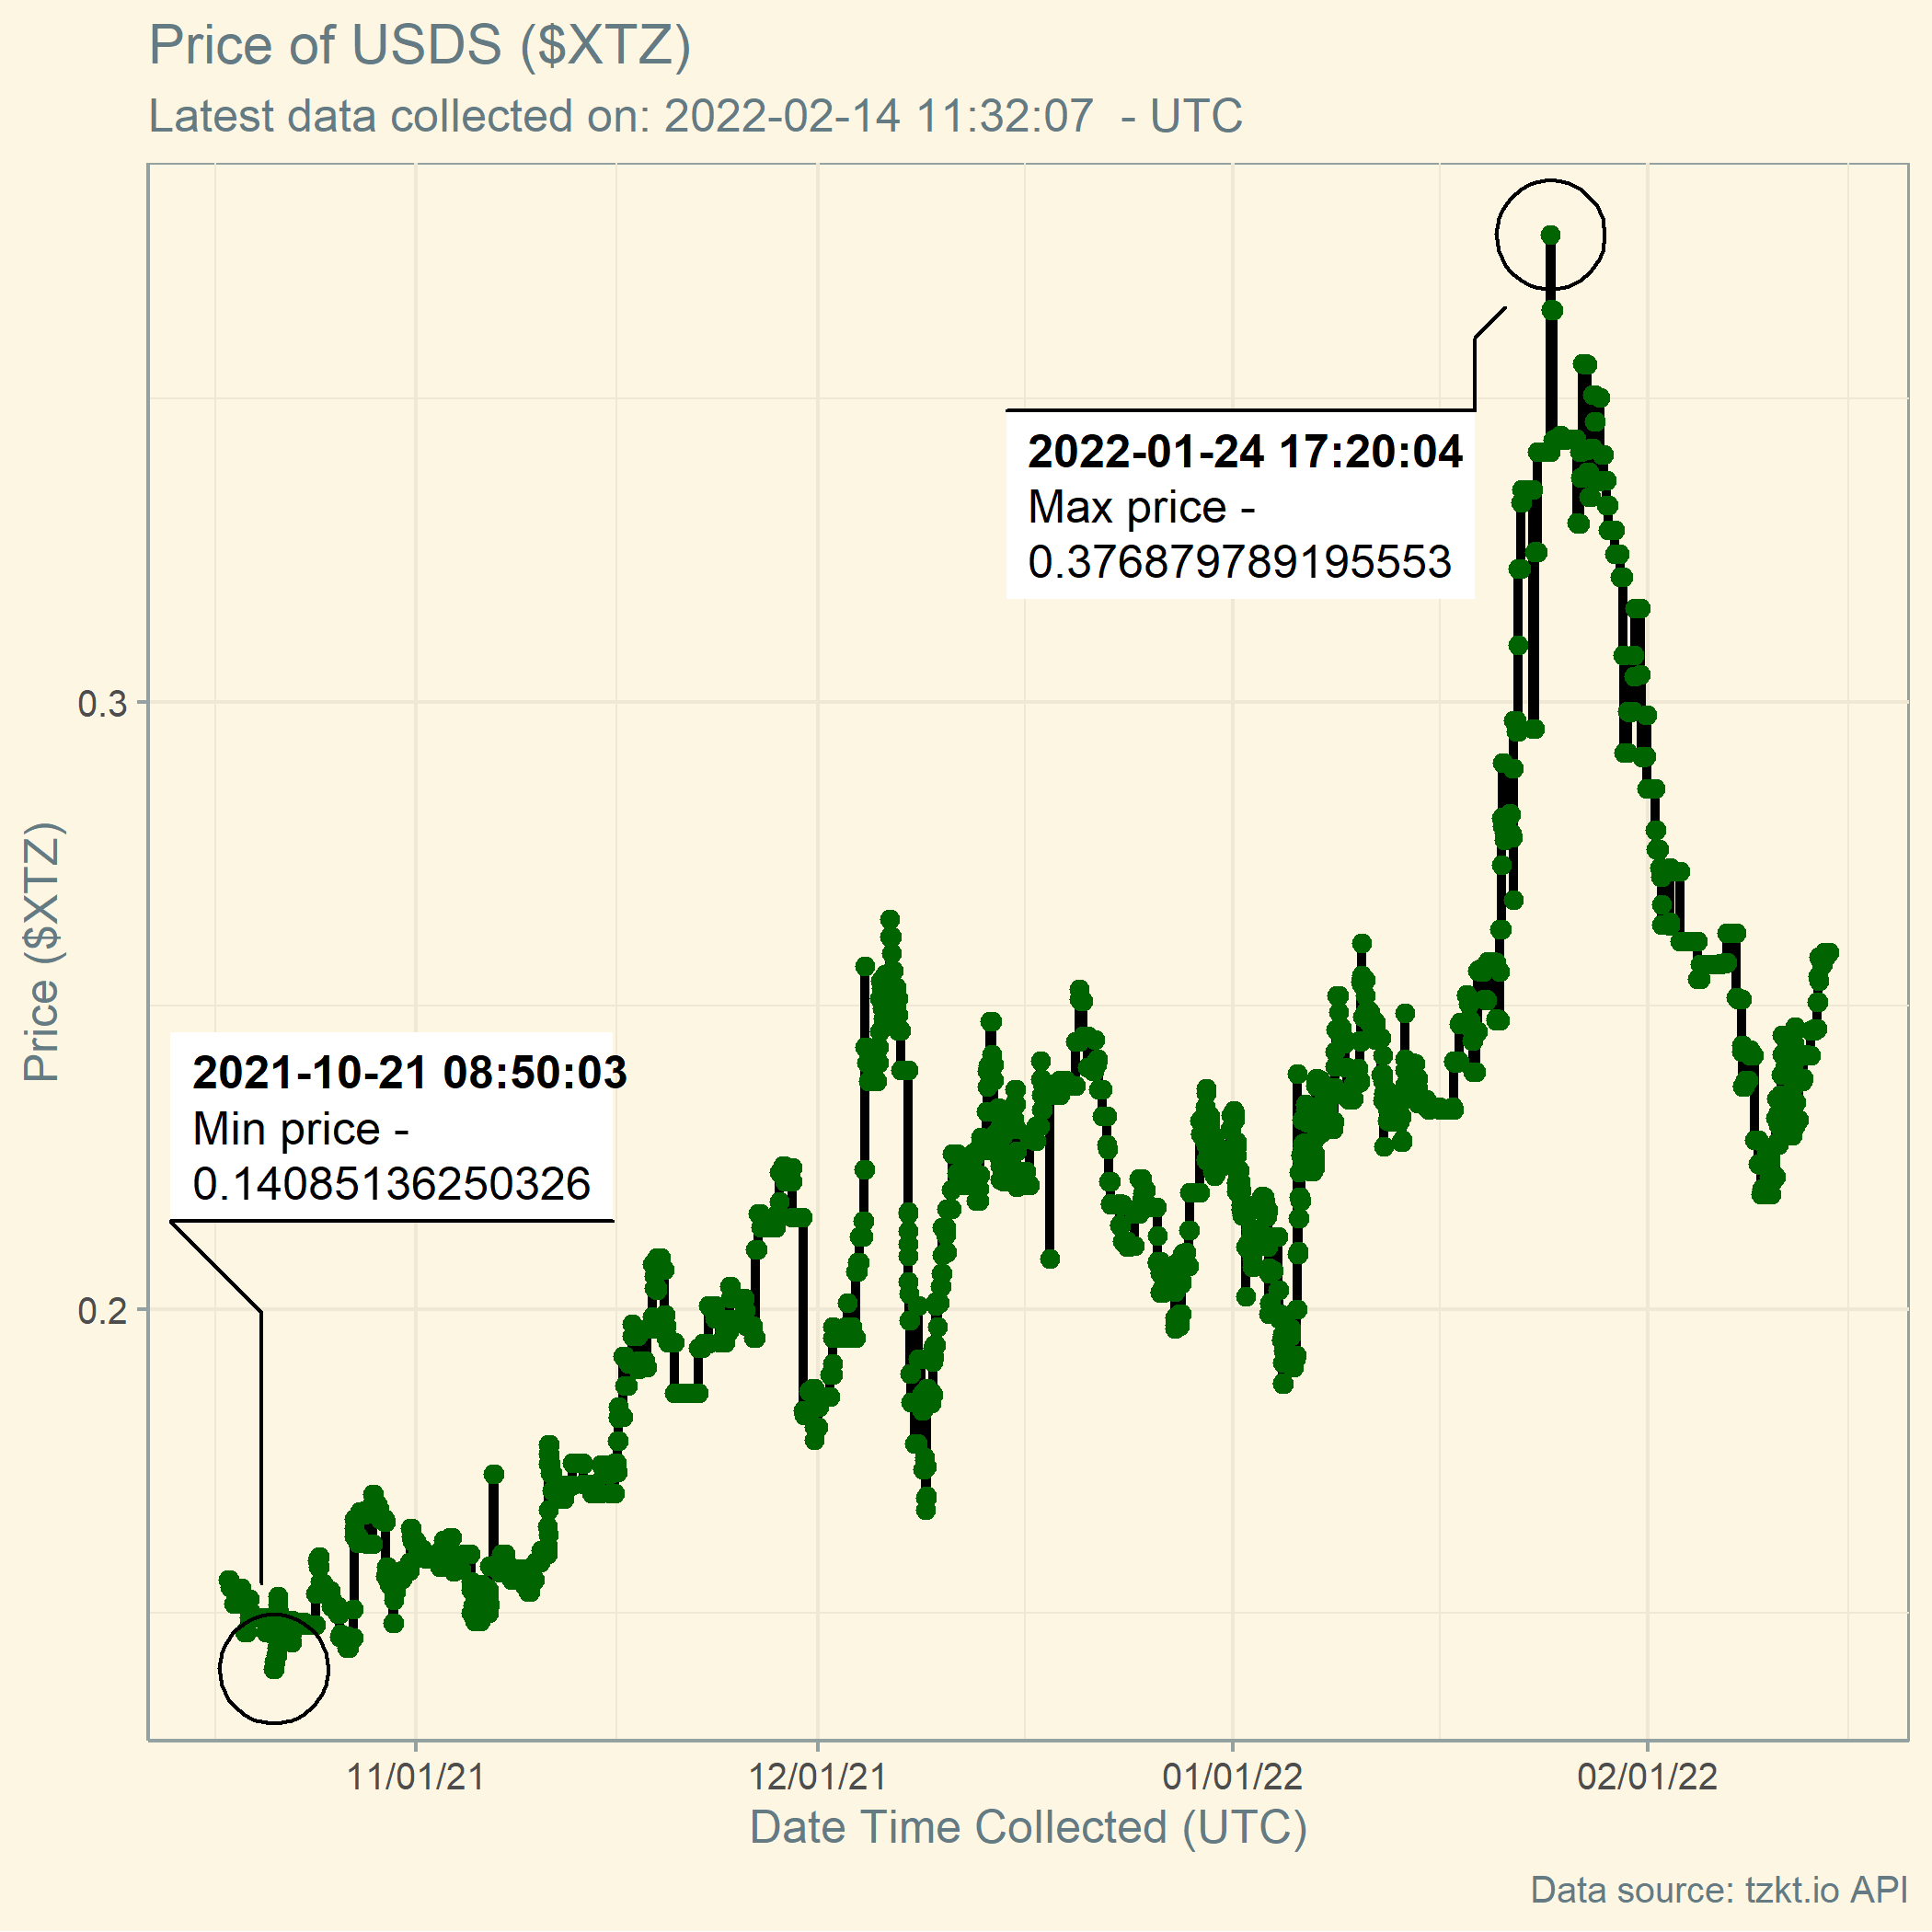 Price of USDS ($XTZ)
Latest data collected on: 2022-02-14 11:32:07  - UTC
2022-01-24 17:20:04
Max price -
0.376879789195553
0.3
Price ($XTZ)
2021-10-21 08:50:03
Min price -
0.14085136250326
0.2
11/01/21
12/01/21
01/01/22
02/01/22
Date Time Collected (UTC)
Data source: tzkt.io API